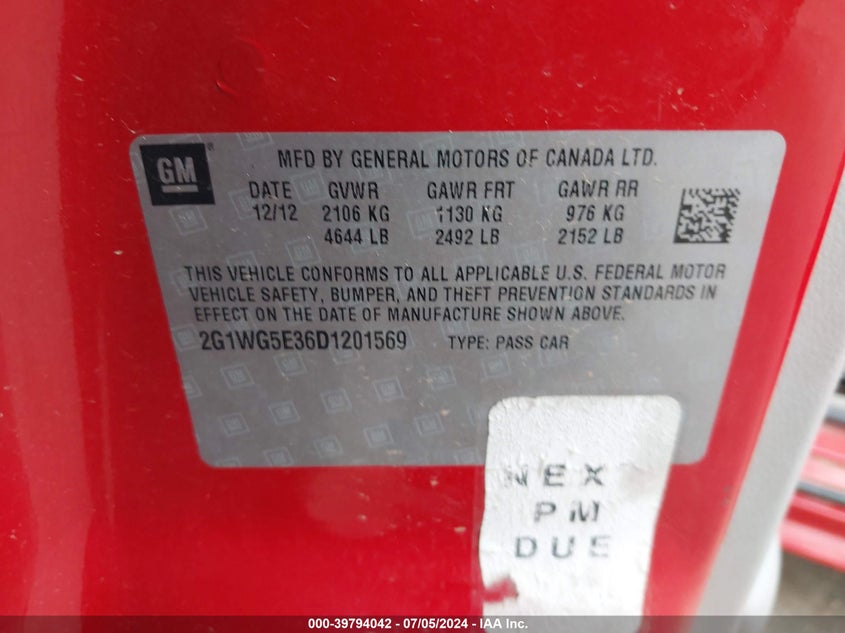 GM
MFD BY GENERAL MOTORS OF CANADA LTD.
DATE GVWR GAWR FRT GAWR RR
12/12 2106 KG 1130 KG 976 KG
4644 LB 2492 LB 2152 LB
THIS VEHICLE CONFORMS TO ALL APPLICABLE U.S. FEDERAL MOTOR
VEHICLE SAFETY, BUMPER, AND THEFT PREVENTION STANDARDS IN
EFFECT ON THE DATE OF MANUFACTURE SHOWN ABOVE.
2G1WG5E36D1201569 TYPE: PASS CAR
NEX
PM
DUE
000-39794042 - 07/05/2024 - IAA Inc.